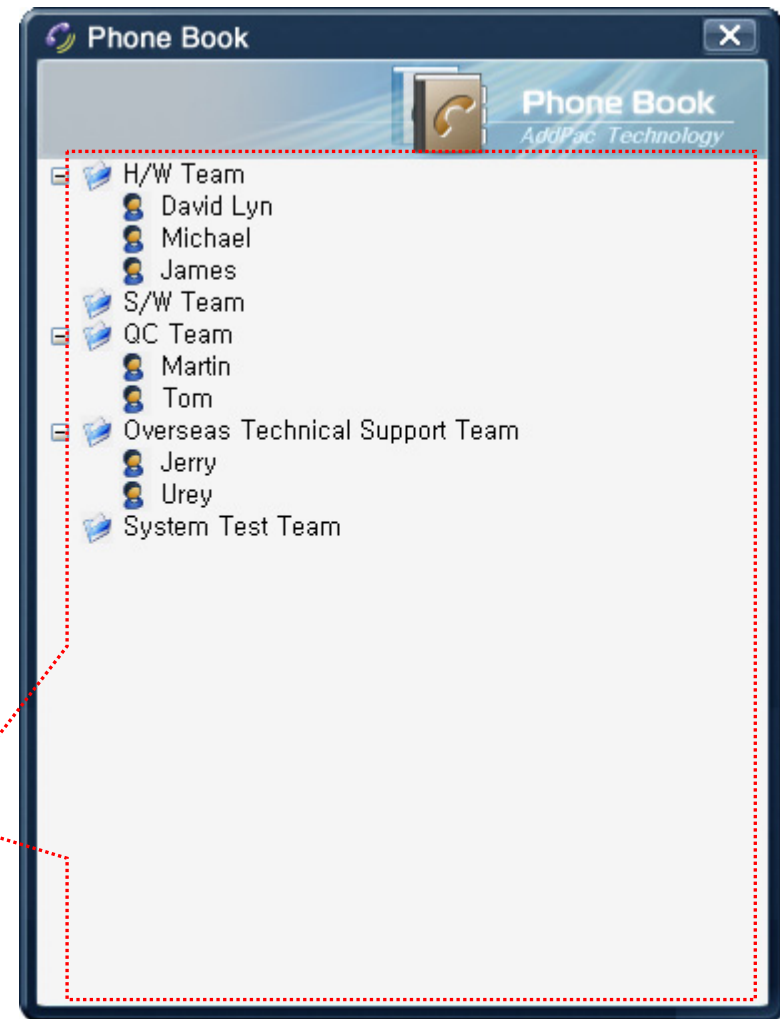 Phone Book
Phone Book
AddPac Technology
H/W Team
David Lyn
Michael
James
S/W Team
QC Team
Martin
Tom
Overseas Technical Support Team
Jerry
Urey
System Test Team